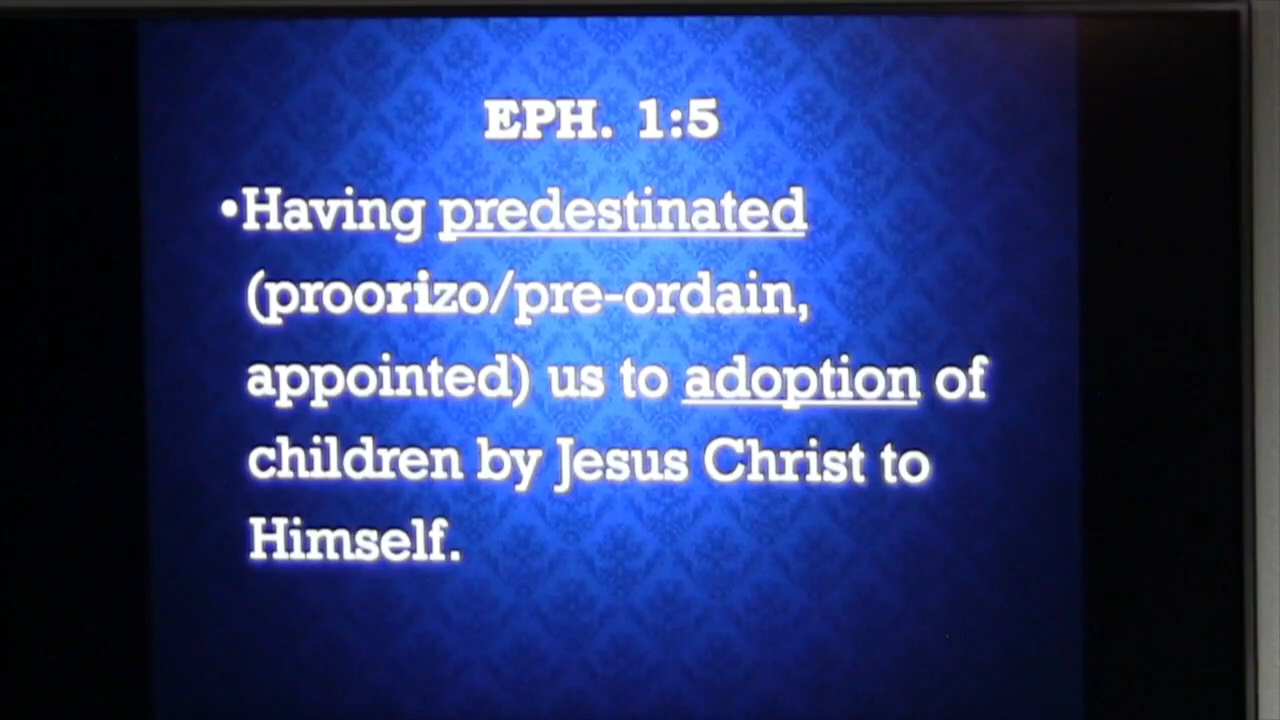 EPH. 1:5
•Having predestinated
(proorizo/pre-ordain,
appointed) us to adoption of
children by Jesus Christ to
Himself.